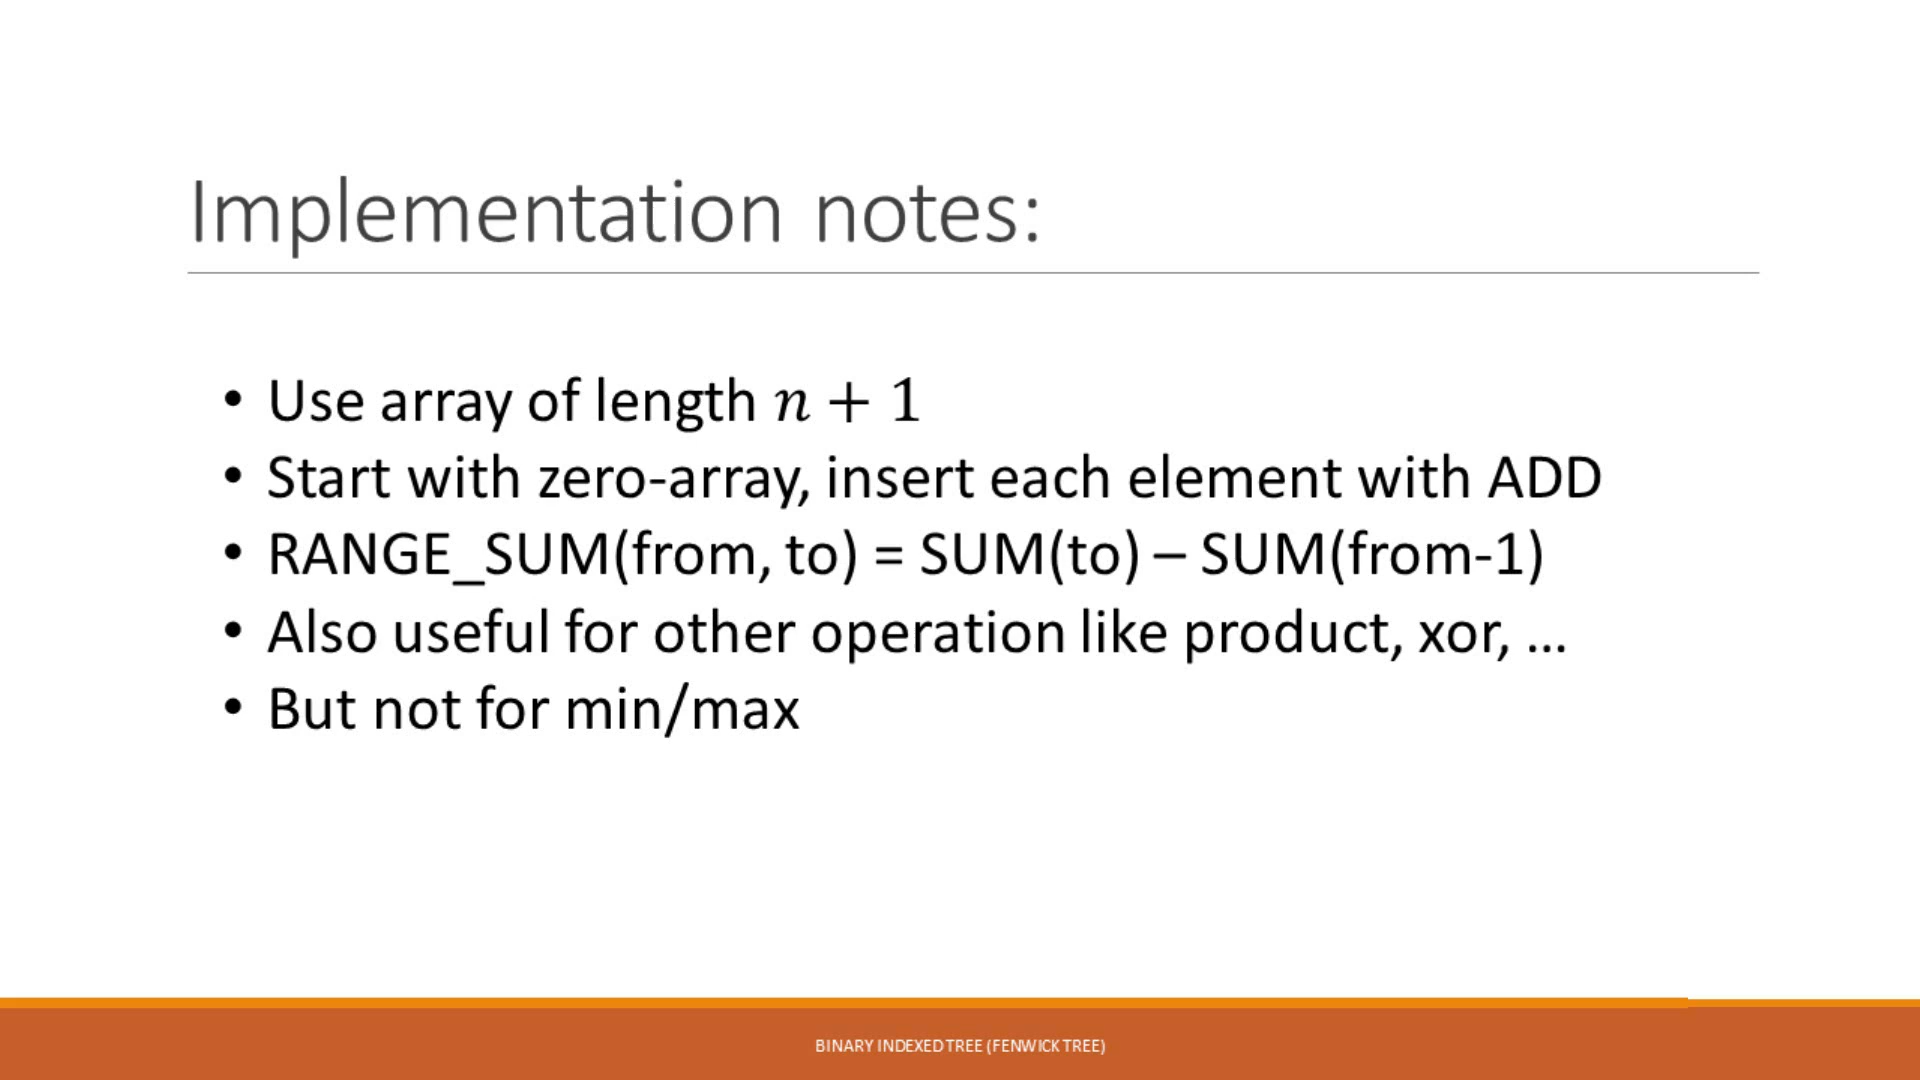 Implementation notes:
• Use array of length n + 1
• Start with zero-array, insert each element with ADD
• RANGE_SUM(from, to) = SUM(to) – SUM(from-1)
• Also useful for other operation like product, xor, ...
• But not for min/max
BINARY INDEXED TREE (FENWICK TREE)